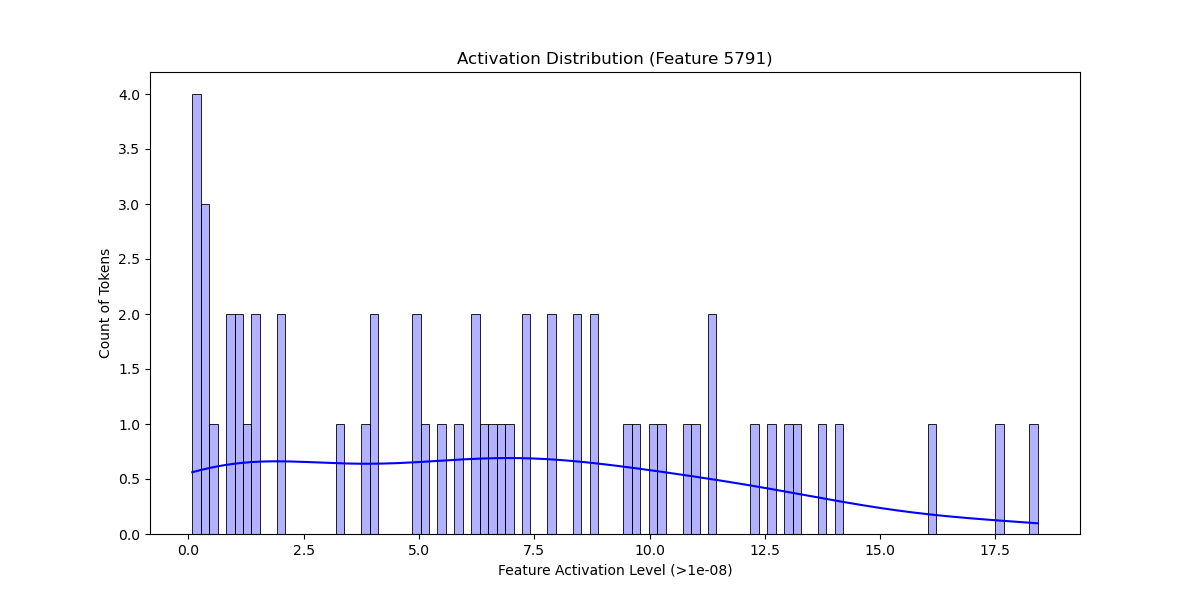 Activation Distribution (Feature 5791)
4.0
3.5
3.0
2.5
2.0
1.5
1.0
0.5
0.0
Count of Tokens
0.0 2.5 5.0 7.5 10.0 12.5 15.0 17.5
Feature Activation Level (>1e-08)